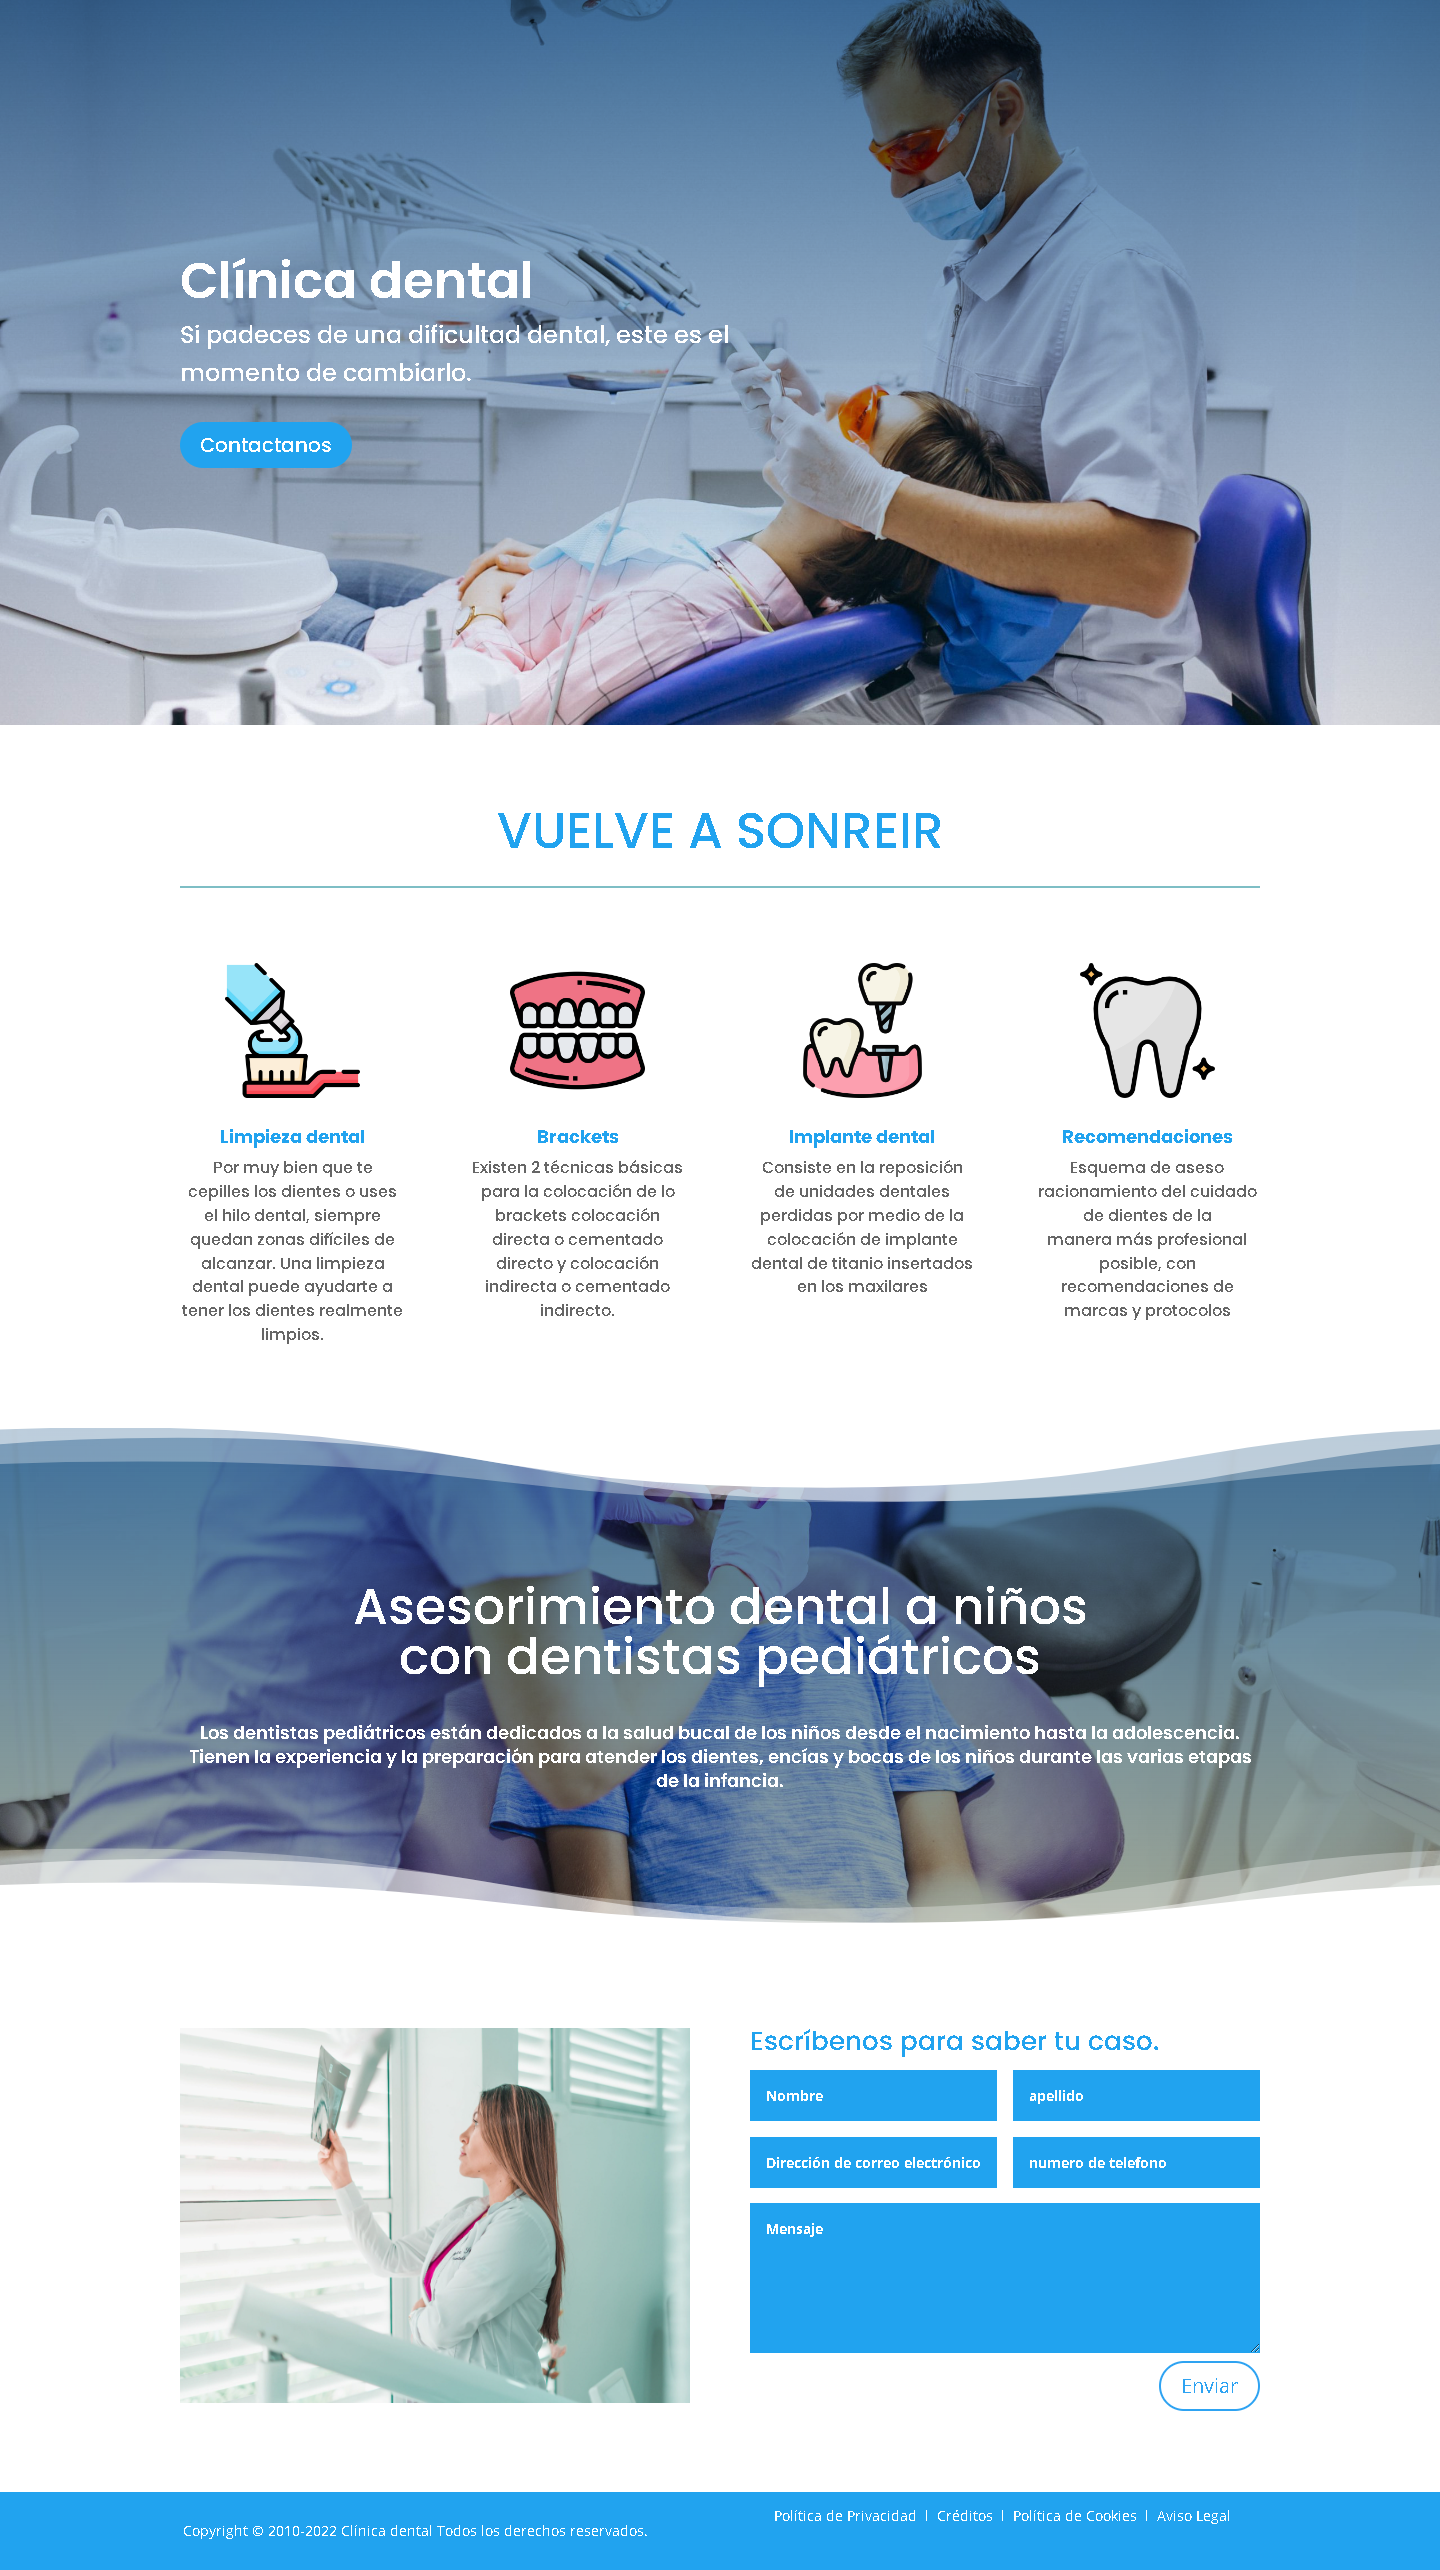 Clínica dental
Si padeces de una dificultad dental, este es el
momento de cambiarlo.
Contactanos
VUELVE A SONREIR
Limpieza dental
Por muy bien que te
cepilles los dientes o uses
el hilo dental, siempre
quedan zonas difíciles de
alcanzar. Una limpieza
dental puede ayudarte a
tener los dientes realmente
limpios.
Brackets
Existen 2 técnicas básicas
para la colocación de lo
brackets colocación
directa o cementado
directo y colocación
indirecta o cementado
indirecto.
Implante dental
Consiste en la reposición
de unidades dentales
perdidas por medio de la
colocación de implante
dental de titanio insertados
en los maxilares
Recomendaciones
Esquema de aseso
racionamiento del cuidado
de dientes de la
manera más profesional
posible, con
recomendaciones de
marcas y protocolos
Asesorimiento dental a niños
con dentistas pediátricos
Los dentistas pediátricos están dedicados a la salud bucal de los niños desde el nacimiento hasta la adolescencia.
Tienen la experiencia y la preparación para atender los dientes, encías y bocas de los niños durante las varias etapas
de la infancia.
Escríbenos para saber tu caso.
Nombre
apellido
Dirección de correo electrónico
numero de telefono
Mensaje
Enviar
Política de Privacidad | Créditos | Política de Cookies | Aviso Legal
Copyright © 2010-2022 Clínica dental Todos los derechos reservados.